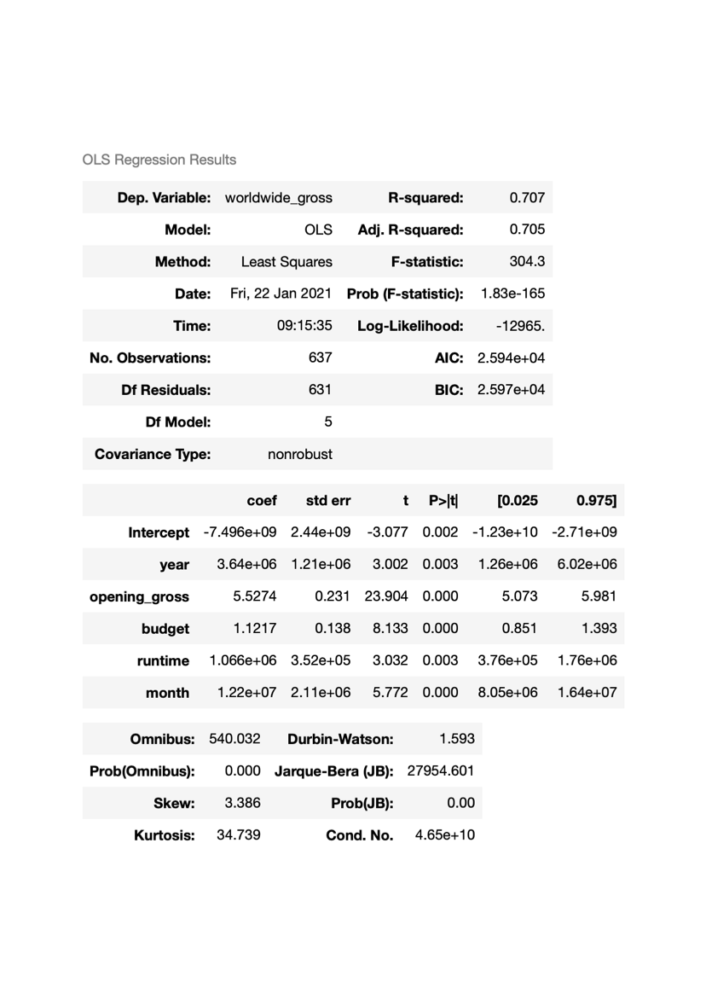 OLS Regression Results
Dep. Variable: worldwide_gross R-squared: 0.707
Model: OLS Adj. R-squared: 0.705
Method: Least Squares F-statistic: 304.3
Date: Fri, 22 Jan 2021 Prob (F-statistic): 1.83e-165
Time: 09:15:35 Log-Likelihood: -12965.
No. Observations: 637 AIC: 2.594e+04
Df Residuals: 631 BIC: 2.597e+04
Df Model: 5
Covariance Type: nonrobust
coef std err t P>|t| [0.025 0.975]
Intercept -7.496e+09 2.44e+09 -3.077 0.002 -1.23e+10 -2.71e+09
year 3.64e+06 1.21e+06 3.002 0.003 1.26e+06 6.02e+06
opening_gross 5.5274 0.231 23.904 0.000 5.073 5.981
budget 1.1217 0.138 8.133 0.000 0.851 1.393
runtime 1.066e+06 3.52e+05 3.032 0.003 3.76e+05 1.76e+06
month 1.22e+07 2.11e+06 5.772 0.000 8.05e+06 1.64e+07
Omnibus: 540.032 Durbin-Watson: 1.593
Prob(Omnibus): 0.000 Jarque-Bera (JB): 27954.601
Skew: 3.386 Prob(JB): 0.00
Kurtosis: 34.739 Cond. No. 4.65e+10